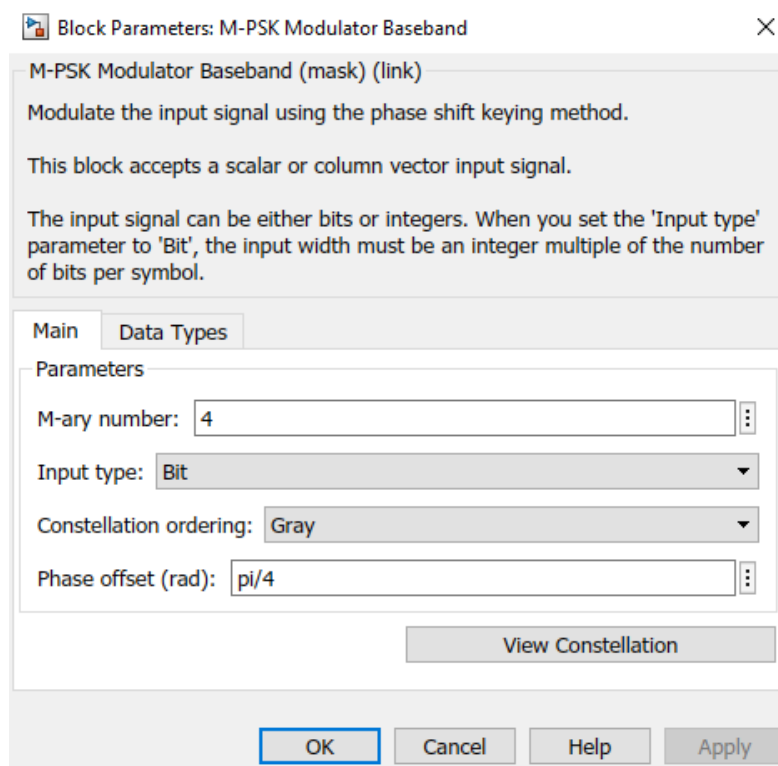 Block Parameters: M-PSK Modulator Baseband
M-PSK Modulator Baseband (mask) (link)
Modulate the input signal using the phase shift keying method.
This block accepts a scalar or column vector input signal.
The input signal can be either bits or integers. When you set the 'Input type'
parameter to 'Bit', the input width must be an integer multiple of the number
of bits per symbol.
Main Data Types
Parameters
M-ary number: 4
Input type: Bit
Constellation ordering: Gray
Phase offset (rad): pi/4
View Constellation
OK Cancel Help Apply